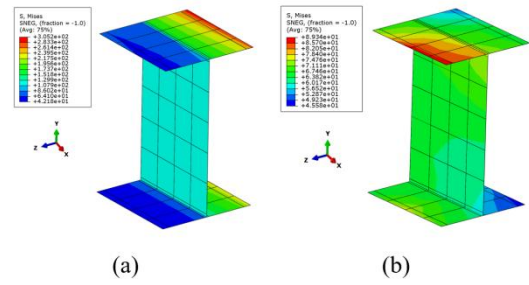 S, Mises
SNEG, (fraction = -1.0)
(Avg: 75%)
+3.052e+02
+2.833e+02
+2.614e+02
+2.395e+02
+2.175e+02
+1.956e+02
+1.737e+02
+1.518e+02
+1.299e+02
+1.079e+02
+8.602e+01
+6.410e+01
+4.218e+01
Y
Z
X
(a)
S, Mises
SNEG, (fraction = -1.0)
(Avg: 75%)
+8.934e+01
+8.570e+01
+8.205e+01
+7.840e+01
+7.476e+01
+7.111e+01
+6.746e+01
+6.382e+01
+6.017e+01
+5.652e+01
+5.287e+01
+4.923e+01
+4.558e+01
Y
Z
X
(b)